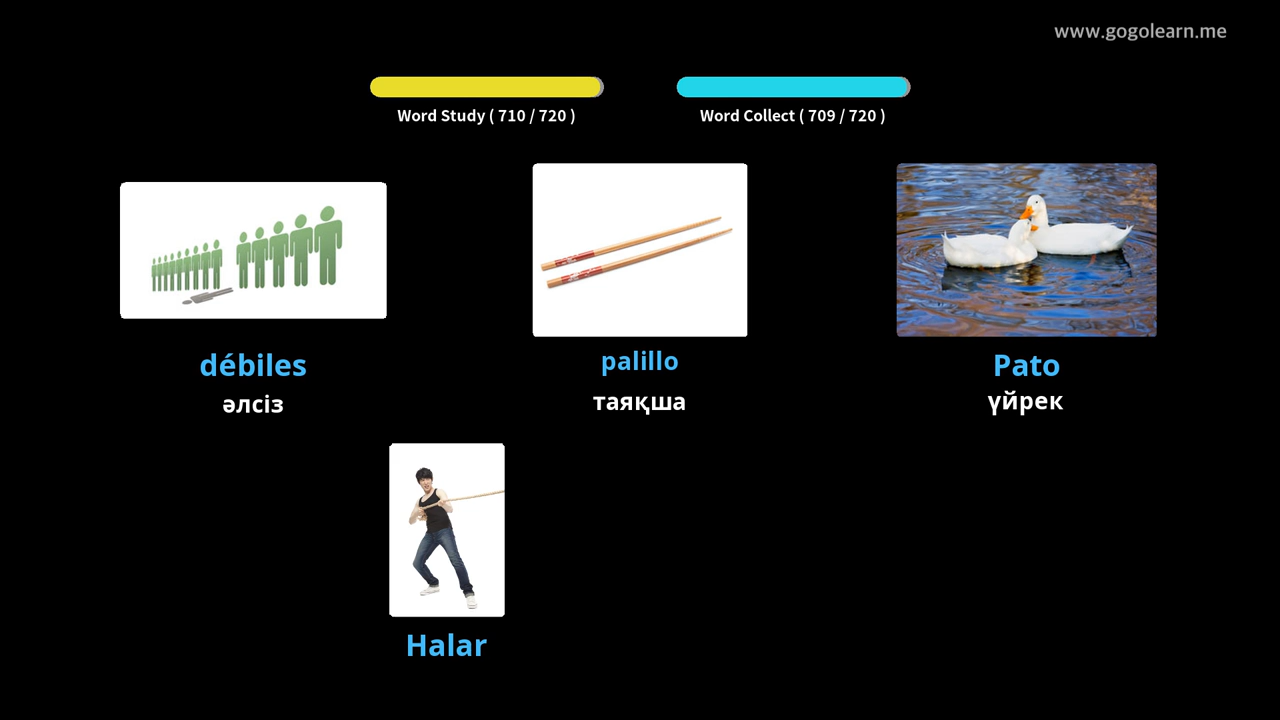 www.gogolearn.me
Word Study ( 710 / 720 )
Word Collect ( 709 / 720 )
débiles
palillo
Pato
әлсіз
таяқша
үйрек
Halar